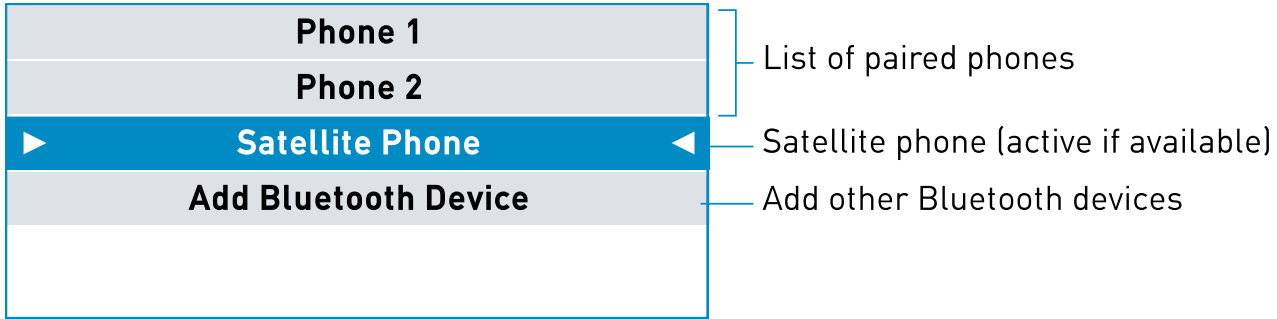 Phone 1
Phone 2
List of paired phones
Satellite Phone
Satellite phone (active if available)
Add Bluetooth Device
Add other Bluetooth devices